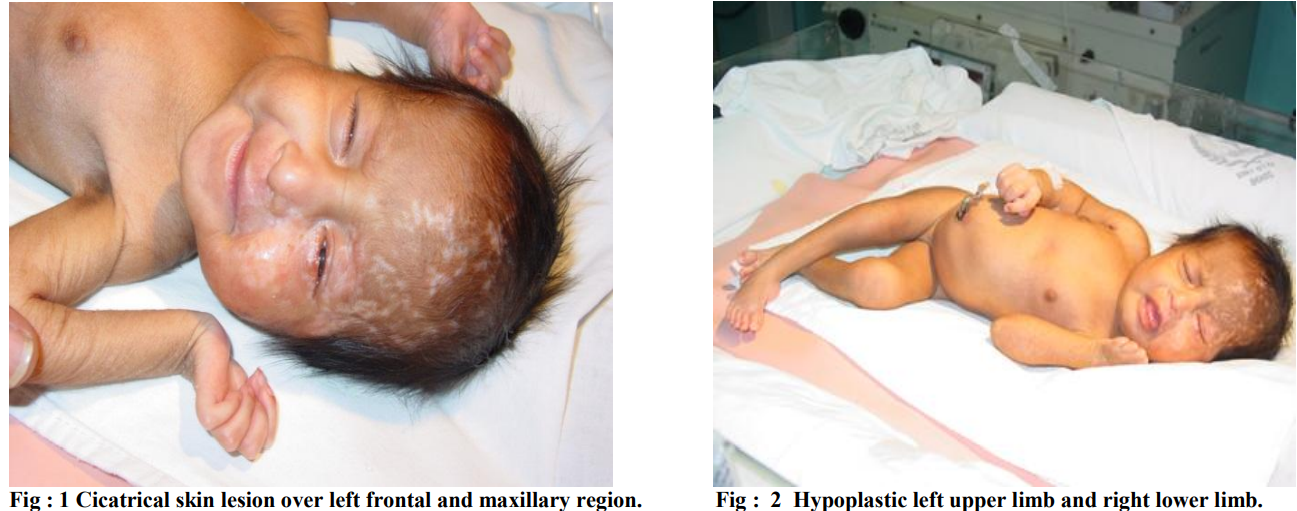 Fig : 1 Cicatrical skin lesion over left frontal and maxillary region.
Fig :  2  Hypoplastic left upper limb and right lower limb.